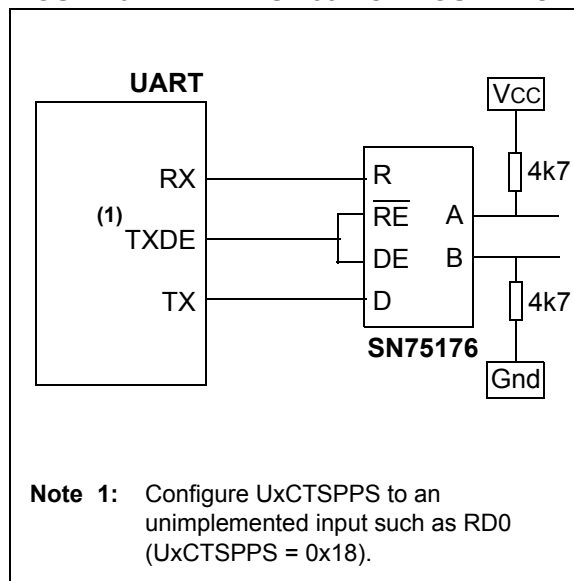 UART
VCC
RX
R
4k7
(1)
RE
A
TXDE
DE
B
TX
D
4k7
SN75176
Gnd
Note 1: Configure UxCTSPPS to an
unimplemented input such as RD0
(UxCTSPPS = 0x18).